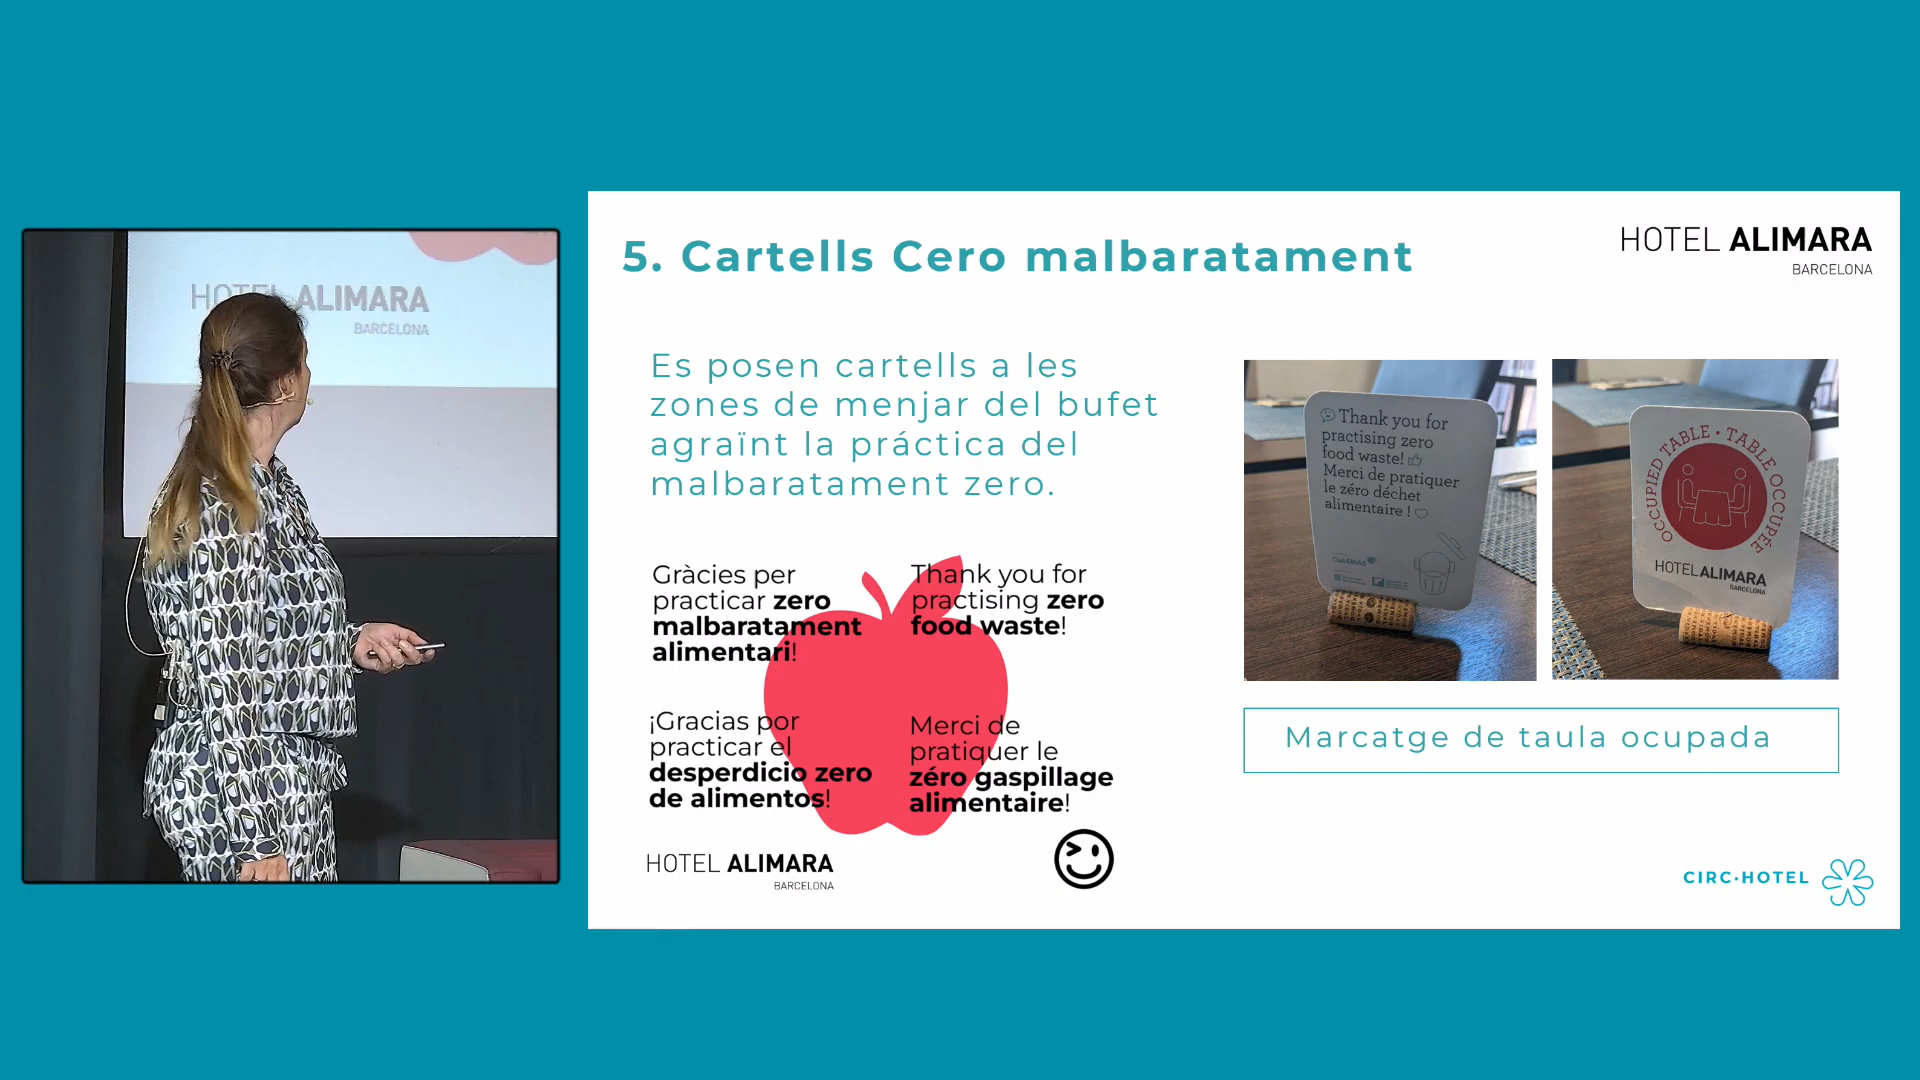 HOTEL ALIMARA
BARCELONA
5. Cartells Cero malbaratament
HOTEL ALIMARA
BARCELONA
Es posen cartells a les
zones de menjar del bufet
agraïnt la práctica del
malbaratament zero.
Gràcies per
practicar zero
malbaratament
alimentari!
Thank you for
practising zero
food waste!
¡Gracias por
practicar el
desperdicio zero
de alimentos!
Merci de
pratiquer le
zéro gaspillage
alimentaire!
HOTEL ALIMARA
BARCELONA
Thank you for
practising zero
food waste!
Merci de pratiquer
le zéro déchet
alimentaire !
OCCUPIED TABLE • TABLE OCCUPÉE
HOTEL ALIMARA
BARCELONA
Marcatge de taula ocupada
CIRC·HOTEL